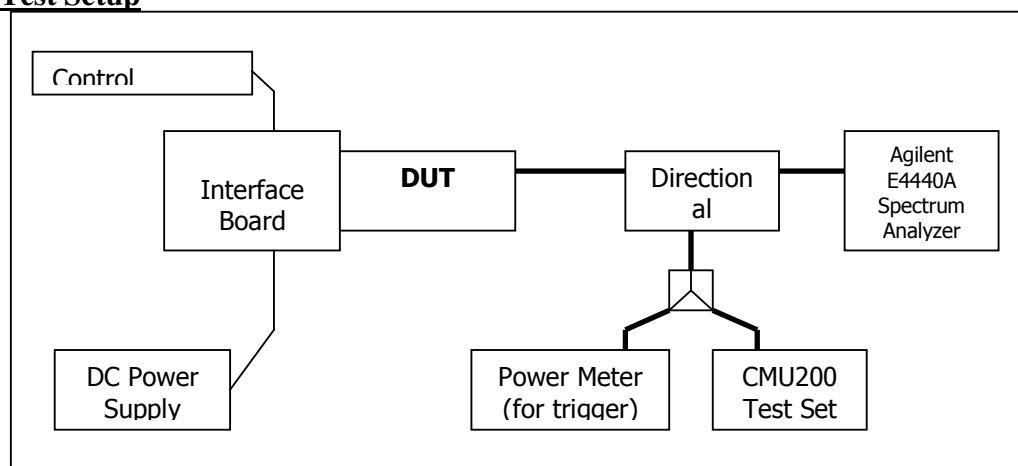 Test Setup
Control
Interface
Board
DUT
Direction
al
Agilent
E4440A
Spectrum
Analyzer
DC Power
Supply
Power Meter
(for trigger)
CMU200
Test Set